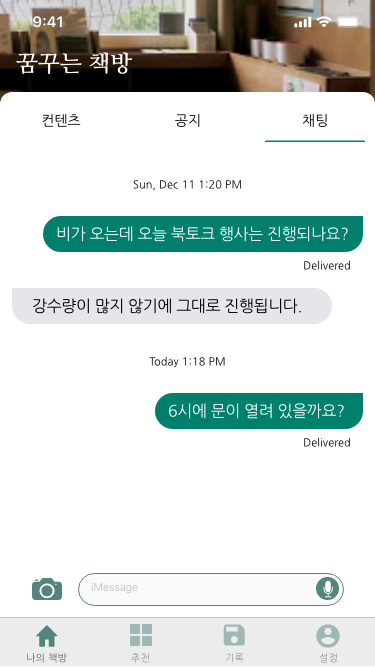 9:41
꿈꾸는 책방
컨텐츠 공지 채팅
Sun, Dec 11 1:20 PM
비가 오는데 오늘 북토크 행사는 진행되나요?
Delivered
강수량이 많지 않기에 그대로 진행됩니다.
Today 1:18 PM
6시에 문이 열려 있을까요?
Delivered
iMessage
나의 책방 추천 기록 설정